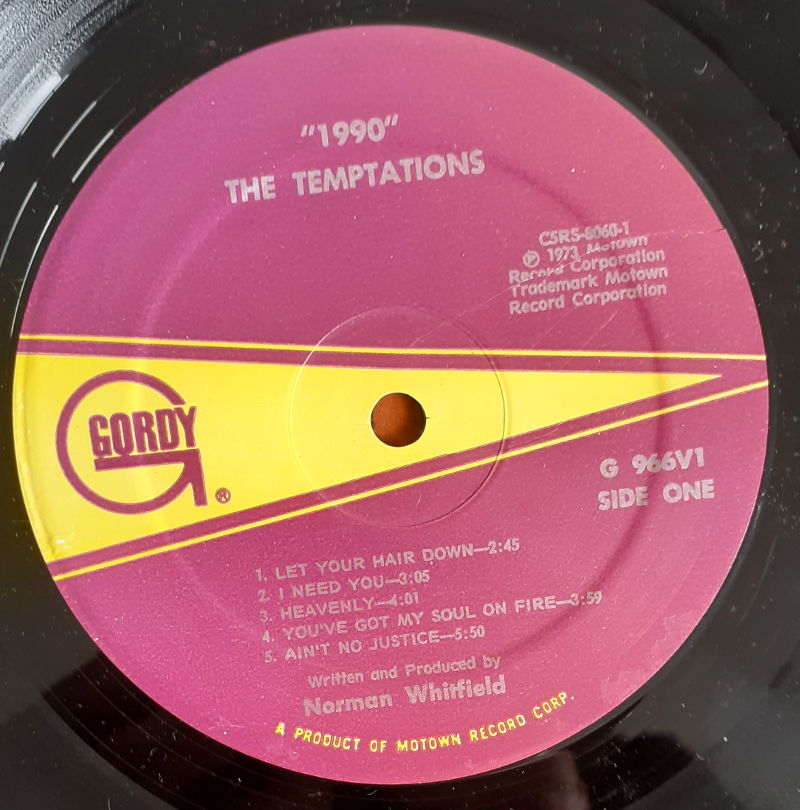 "1990"
THE TEMPTATIONS
CSRS-8060-1
℗ 1973 Motown
Record Corporation
Trademark Motown
Record Corporation
GORDY
®
G 966V1
SIDE ONE
1. LET YOUR HAIR DOWN—2:45
2. I NEED YOU—3:05
3. HEAVENLY—4:01
4. YOU'VE GOT MY SOUL ON FIRE—3:59
5. AIN'T NO JUSTICE—5:50
Written and Produced by
Norman Whitfield
A PRODUCT OF MOTOWN RECORD CORP.